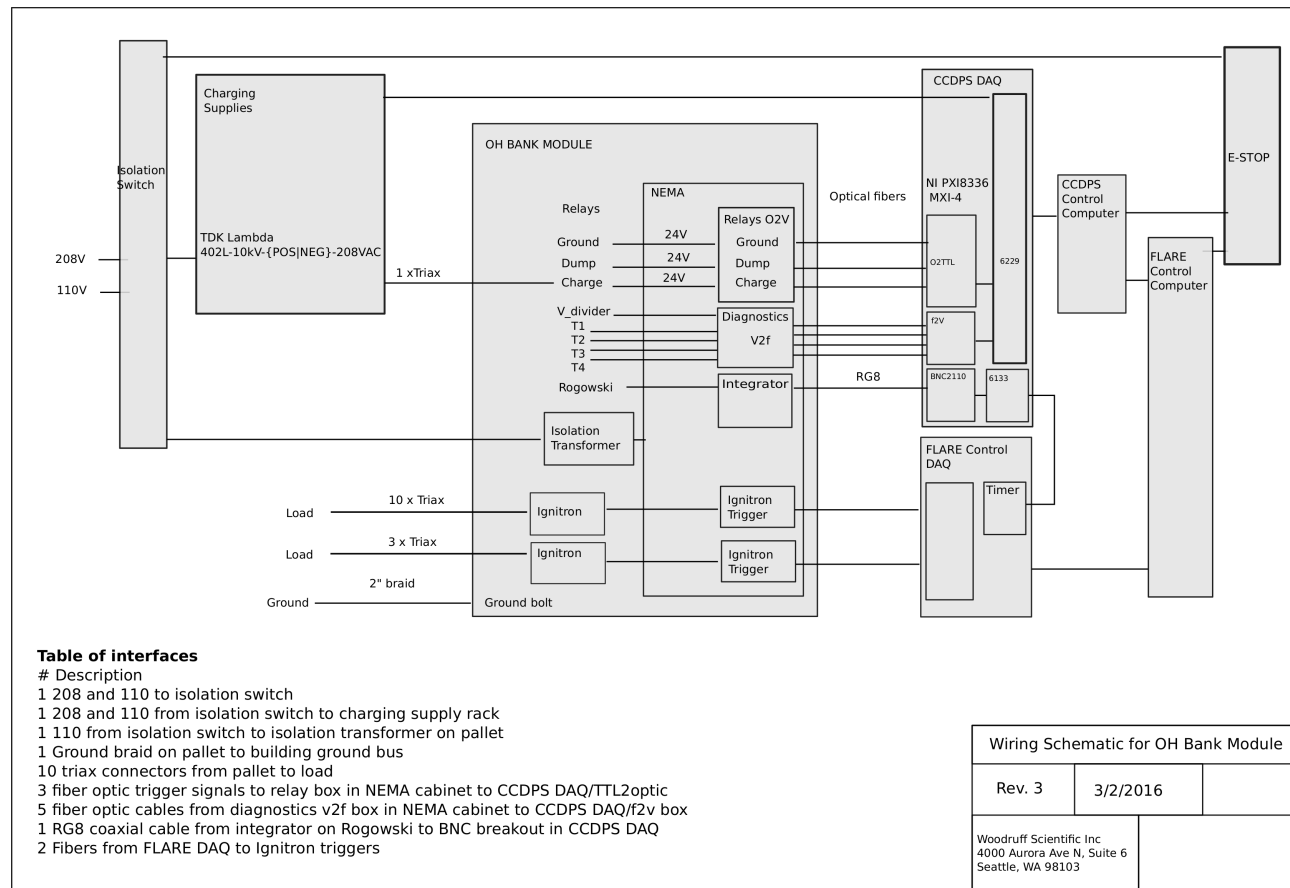 CCDPS DAQ
Charging
Supplies
OH BANK MODULE
Isolation
Switch
E-STOP
NEMA
NI PXI8336
MXI-4
CCDPS
Control
Computer
Optical fibers
Relays
Relays O2V
TDK Lambda
402L-10kV-{POS|NEG}-208VAC
Ground
24V
Ground
208V
Dump
24V
Dump
O2TTL
6229
FLARE
Control
Computer
1 xTriax
Charge
24V
Charge
110V
V_divider
Diagnostics
V2f
f2V
T1
T2
T3
T4
Rogowski
Integrator
RG8
BNC2110
6133
Isolation
Transformer
FLARE Control
DAQ
Timer
Load
10 x Triax
Ignitron
Ignitron
Trigger
Load
3 x Triax
Ignitron
Ignitron
Trigger
2" braid
Ground
Ground bolt
Table of interfaces
# Description
1 208 and 110 to isolation switch
1 208 and 110 from isolation switch to charging supply rack
1 110 from isolation switch to isolation transformer on pallet
1 Ground braid on pallet to building ground bus
10 triax connectors from pallet to load
3 fiber optic trigger signals to relay box in NEMA cabinet to CCDPS DAQ/TTL2optic
5 fiber optic cables from diagnostics v2f box in NEMA cabinet to CCDPS DAQ/f2v box
1 RG8 coaxial cable from integrator on Rogowski to BNC breakout in CCDPS DAQ
2 Fibers from FLARE DAQ to Ignitron triggers
Wiring Schematic for OH Bank Module
Rev. 3
3/2/2016
Woodruff Scientific Inc
4000 Aurora Ave N, Suite 6
Seattle, WA 98103